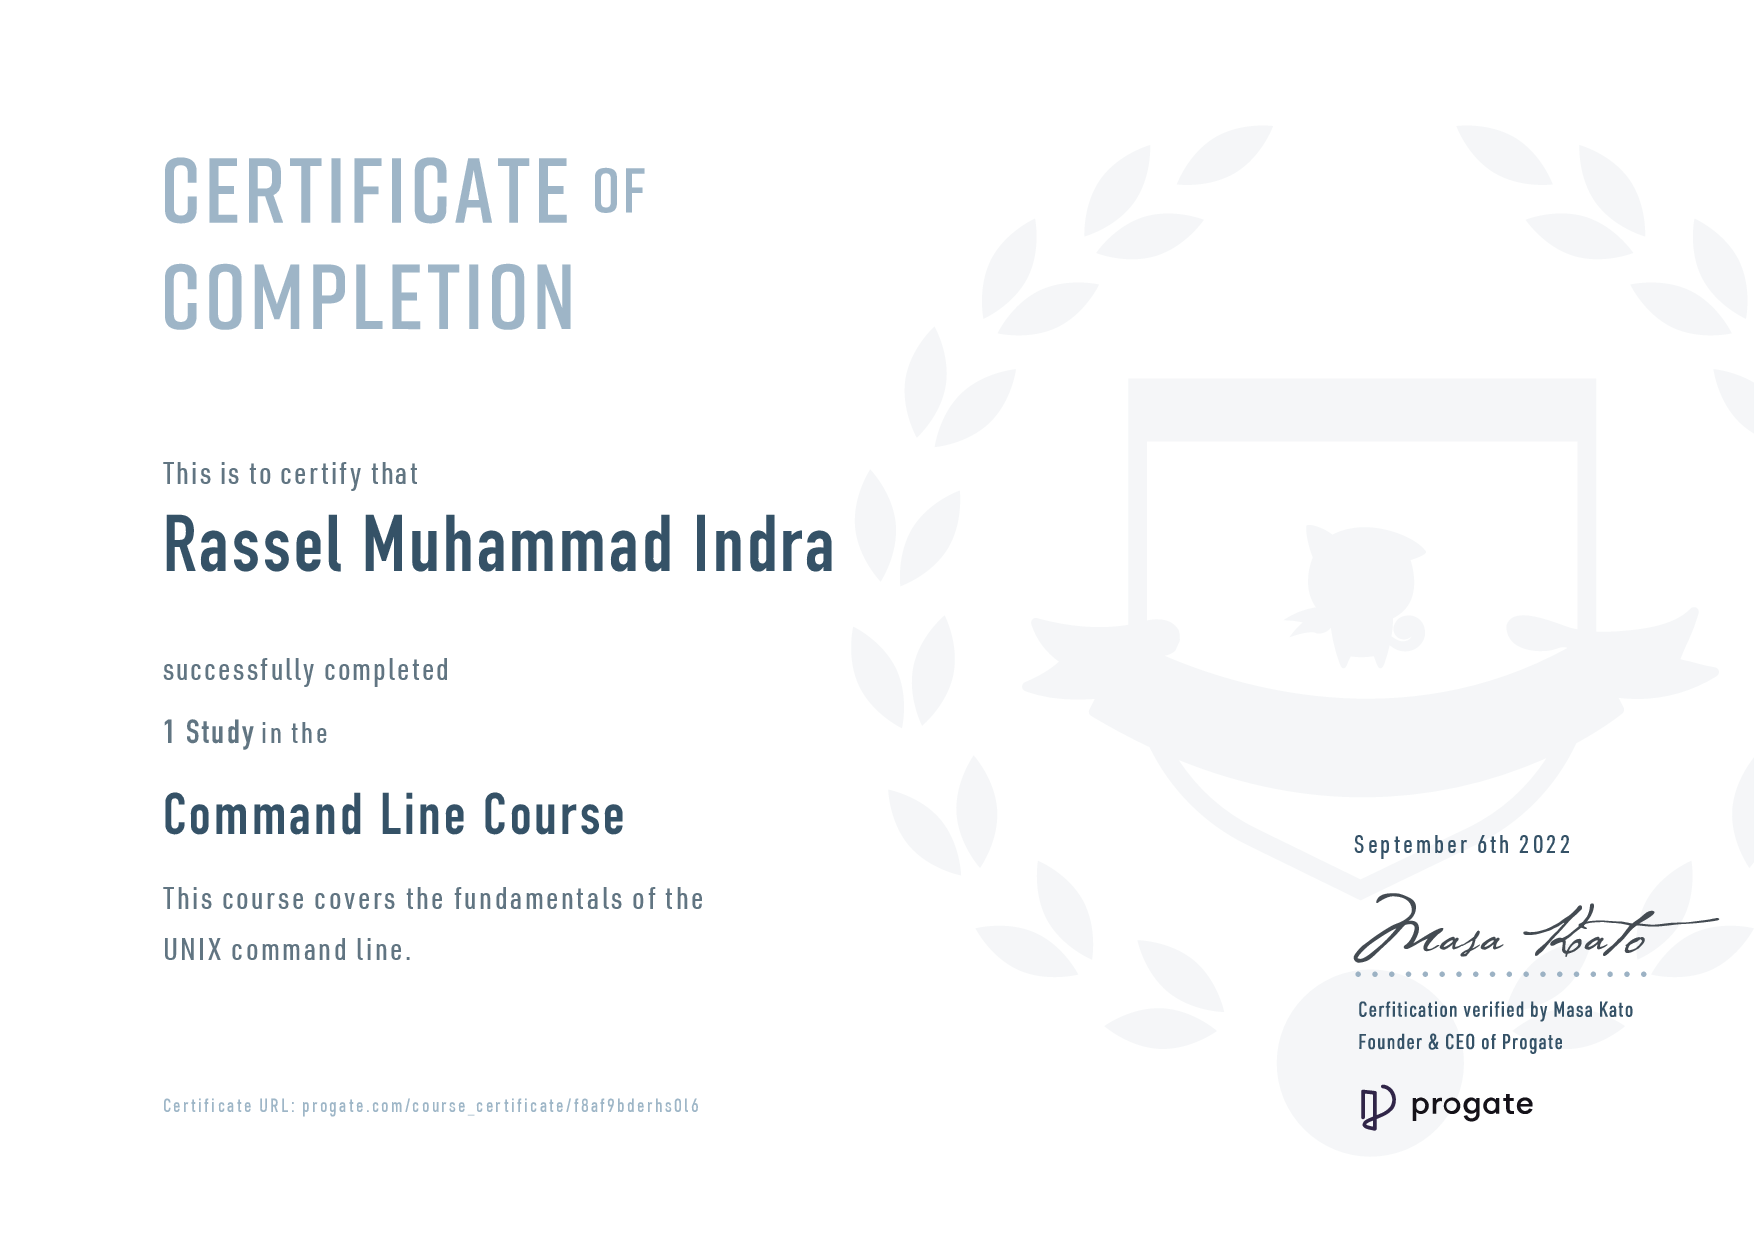 CERTIFICATE OF
COMPLETION
This is to certify that
Rassel Muhammad Indra
successfully completed
1 Study in the
Command Line Course
This course covers the fundamentals of the
UNIX command line.
September 6th 2022
Masa Kato
Cerfitication verified by Masa Kato
Founder & CEO of Progate
Certificate URL: progate.com/course_certificate/f8af9bderhs0l6
progate